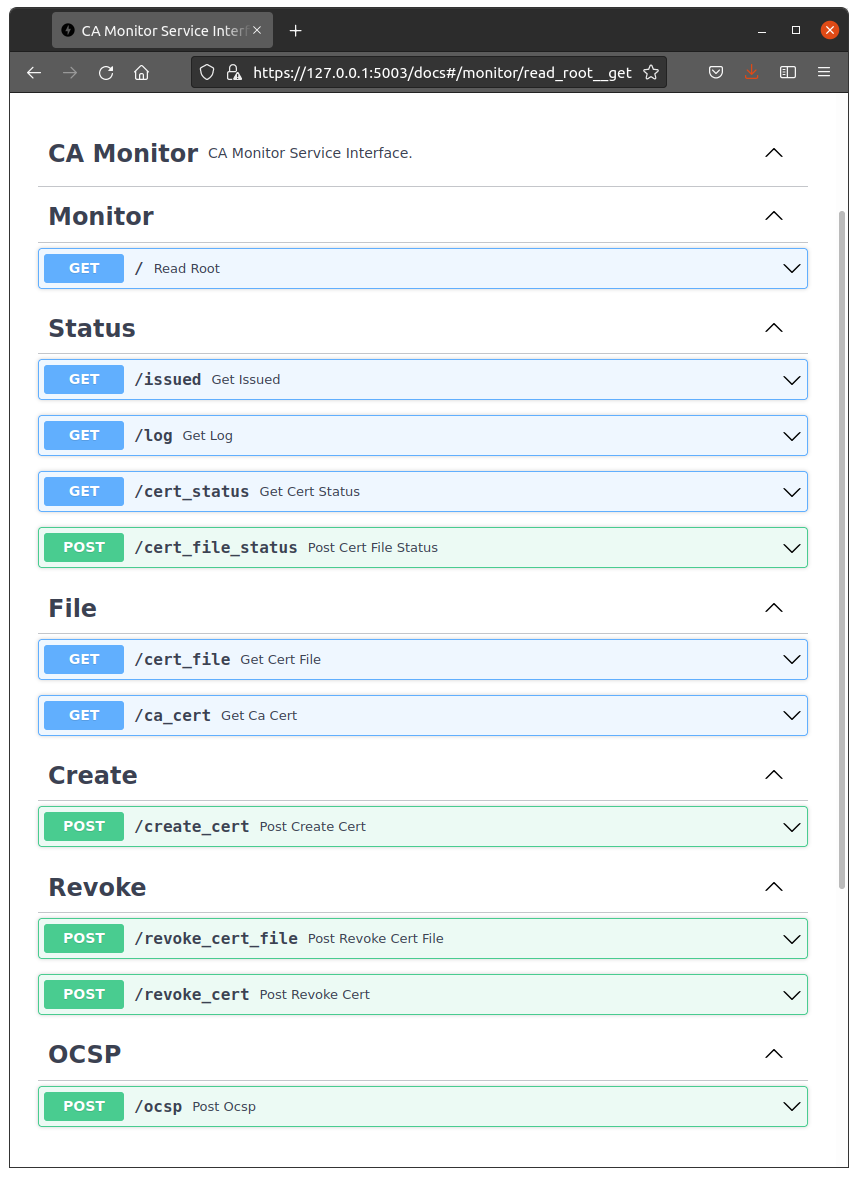 CA Monitor Service Interf
https://127.0.0.1:5003/docs#/monitor/read_root__get
CA Monitor CA Monitor Service Interface.
Monitor
GET / Read Root
Status
GET /issued Get Issued
GET /log Get Log
GET /cert_status Get Cert Status
POST /cert_file_status Post Cert File Status
File
GET /cert_file Get Cert File
GET /ca_cert Get Ca Cert
Create
POST /create_cert Post Create Cert
Revoke
POST /revoke_cert_file Post Revoke Cert File
POST /revoke_cert Post Revoke Cert
OCSP
POST /ocsp Post Ocsp